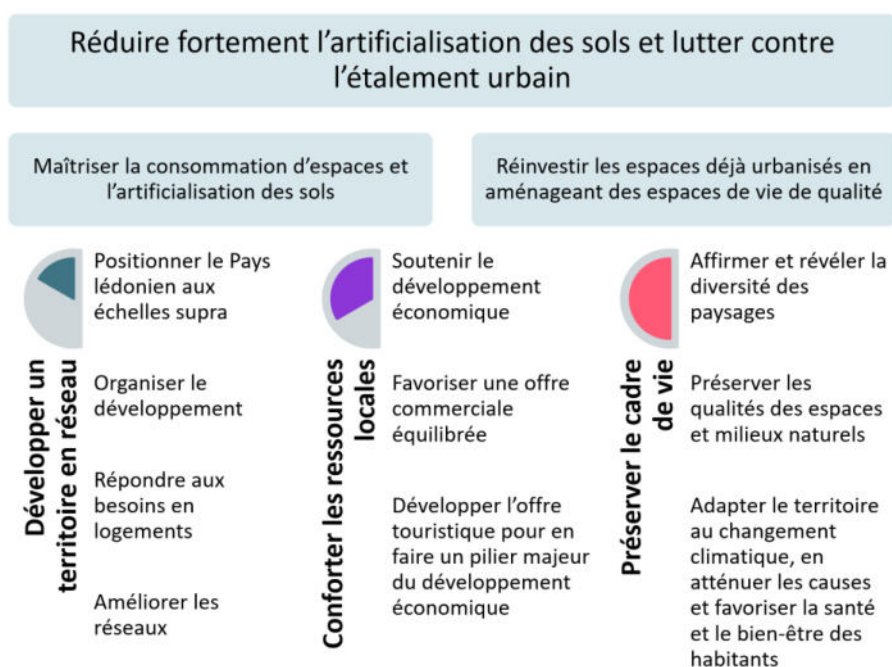 Réduire fortement l’artificialisation des sols et lutter contre
l’étalement urbain
Maîtriser la consommation d’espaces et
l’artificialisation des sols
Réinvestir les espaces déjà urbanisés en
aménageant des espaces de vie de qualité
Développer un
territoire en réseau
Positionner le Pays
lédonien aux
échelles supra
Organiser le
développement
Répondre aux
besoins en
logements
Améliorer les
réseaux
Conforter les ressources
locales
Soutenir le
développement
économique
Favoriser une offre
commerciale
équilibrée
Développer l’offre
touristique pour en
faire un pilier majeur
du développement
économique
Préserver le cadre
de vie
Affirmer et révéler la
diversité des
paysages
Préserver les
qualités des espaces
et milieux naturels
Adapter le territoire
au changement
climatique, en
atténuer les causes
et favoriser la santé
et le bien-être des
habitants